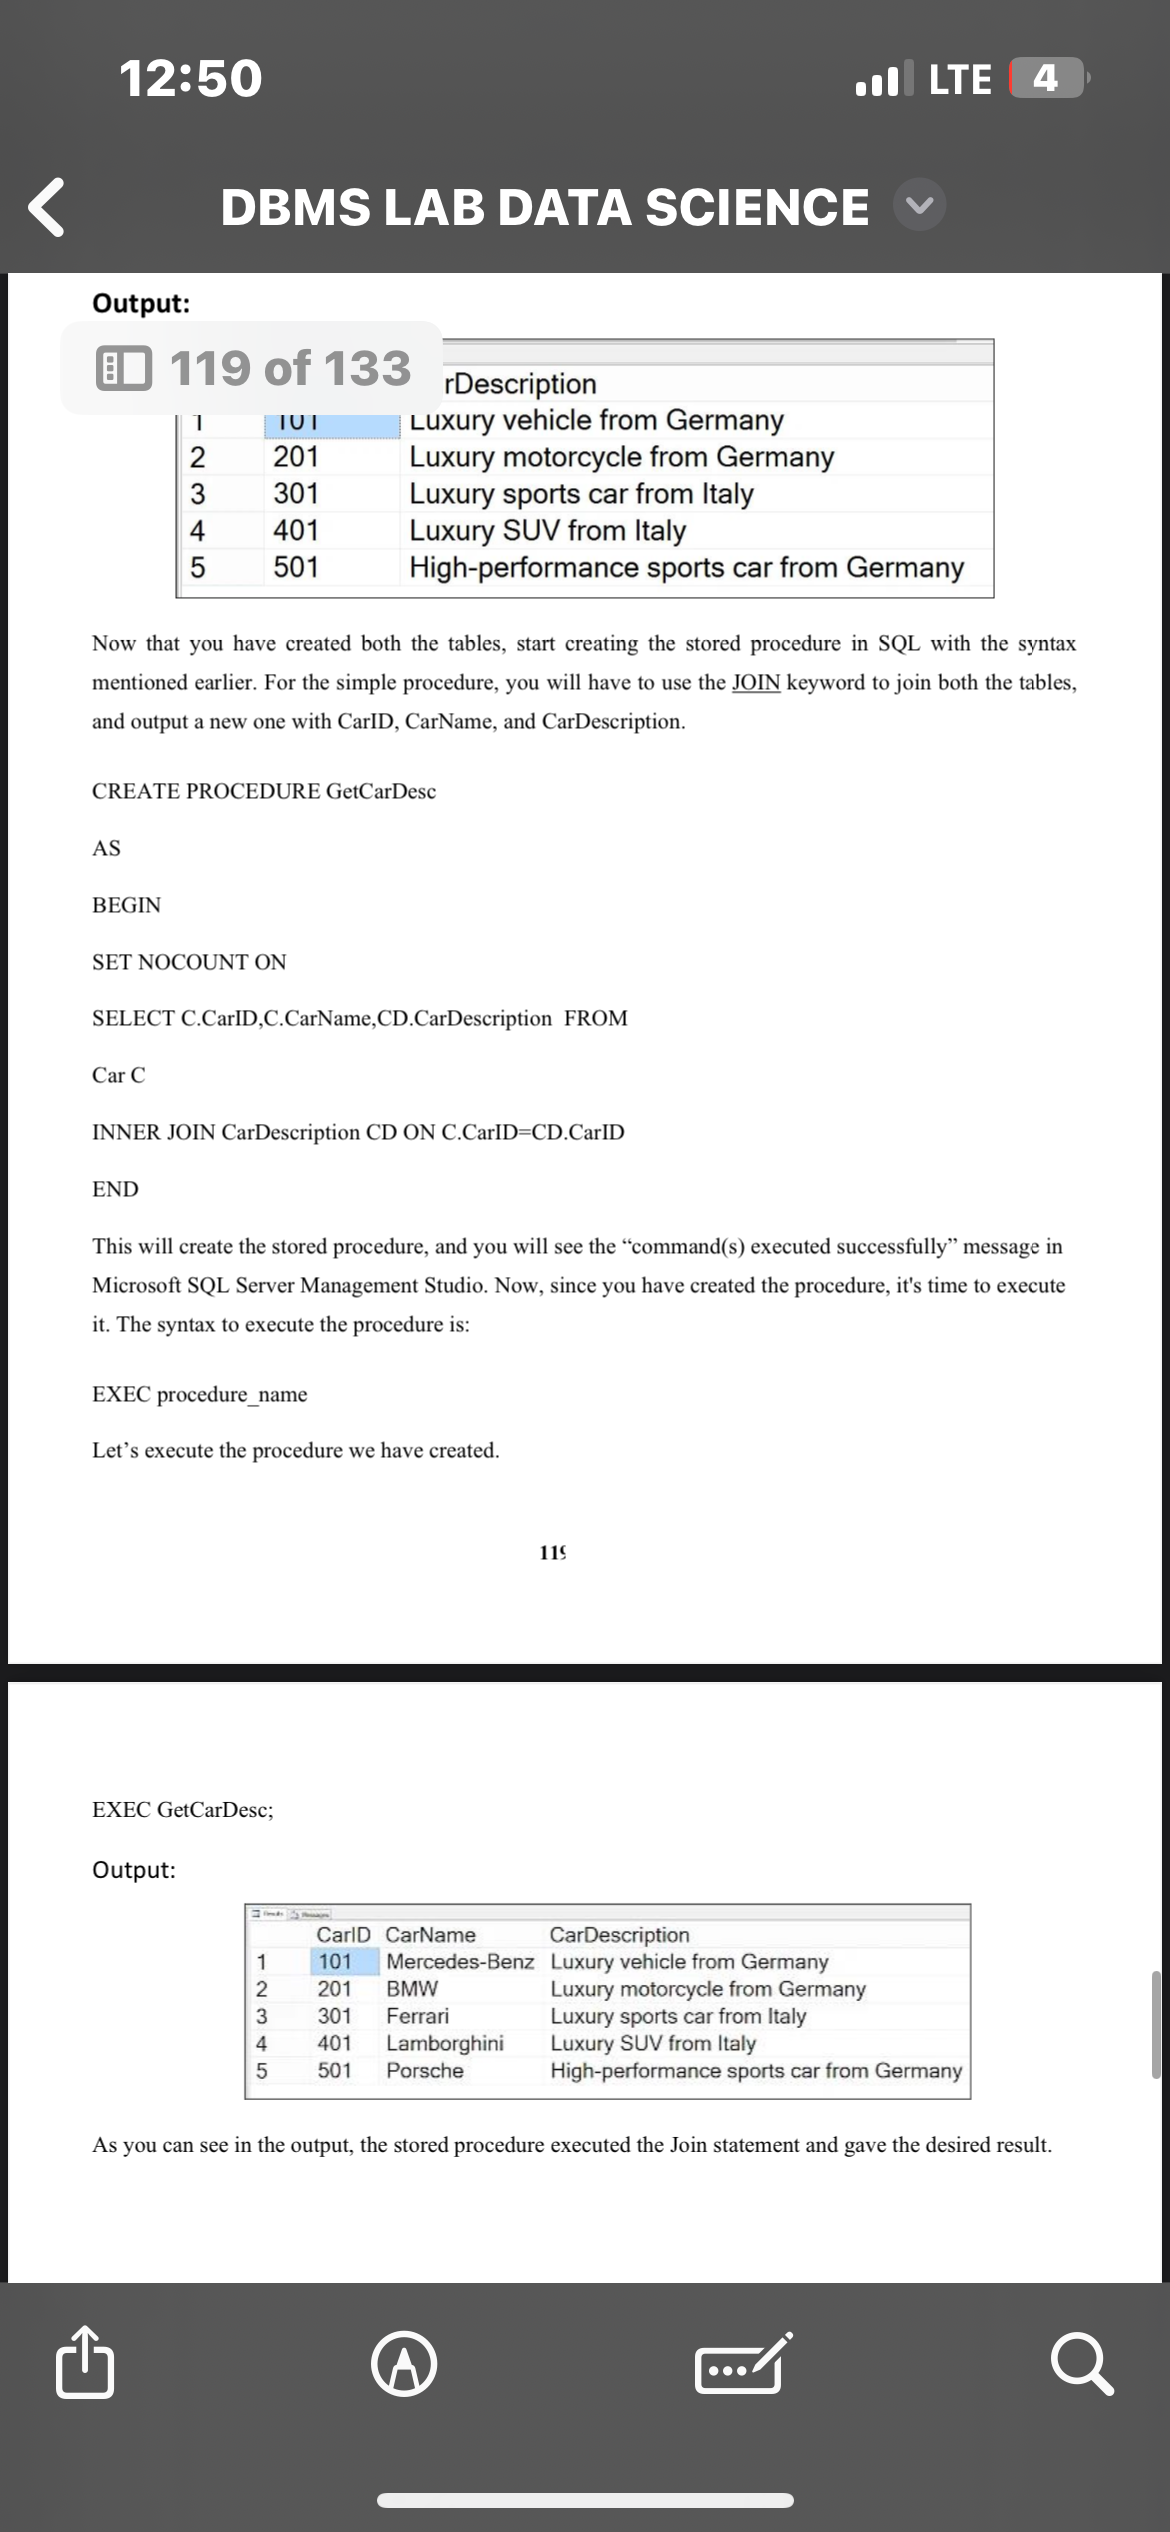 12:50
LTE
4
DBMS LAB DATA SCIENCE
Output:
119 of 133
rDescription
1 101 Luxury vehicle from Germany
2 201 Luxury motorcycle from Germany
3 301 Luxury sports car from Italy
4 401 Luxury SUV from Italy
5 501 High-performance sports car from Germany
Now that you have created both the tables, start creating the stored procedure in SQL with the syntax
mentioned earlier. For the simple procedure, you will have to use the JOIN keyword to join both the tables,
and output a new one with CarID, CarName, and CarDescription.
CREATE PROCEDURE GetCarDesc
AS
BEGIN
SET NOCOUNT ON
SELECT C.CarID,C.CarName,CD.CarDescription  FROM
Car C
INNER JOIN CarDescription CD ON C.CarID=CD.CarID
END
This will create the stored procedure, and you will see the “command(s) executed successfully” message in
Microsoft SQL Server Management Studio. Now, since you have created the procedure, it's time to execute
it. The syntax to execute the procedure is:
EXEC procedure_name
Let’s execute the procedure we have created.
119
EXEC GetCarDesc;
Output:
Results Messages
CarID CarName CarDescription
1 101 Mercedes-Benz Luxury vehicle from Germany
2 201 BMW Luxury motorcycle from Germany
3 301 Ferrari Luxury sports car from Italy
4 401 Lamborghini Luxury SUV from Italy
5 501 Porsche High-performance sports car from Germany
As you can see in the output, the stored procedure executed the Join statement and gave the desired result.